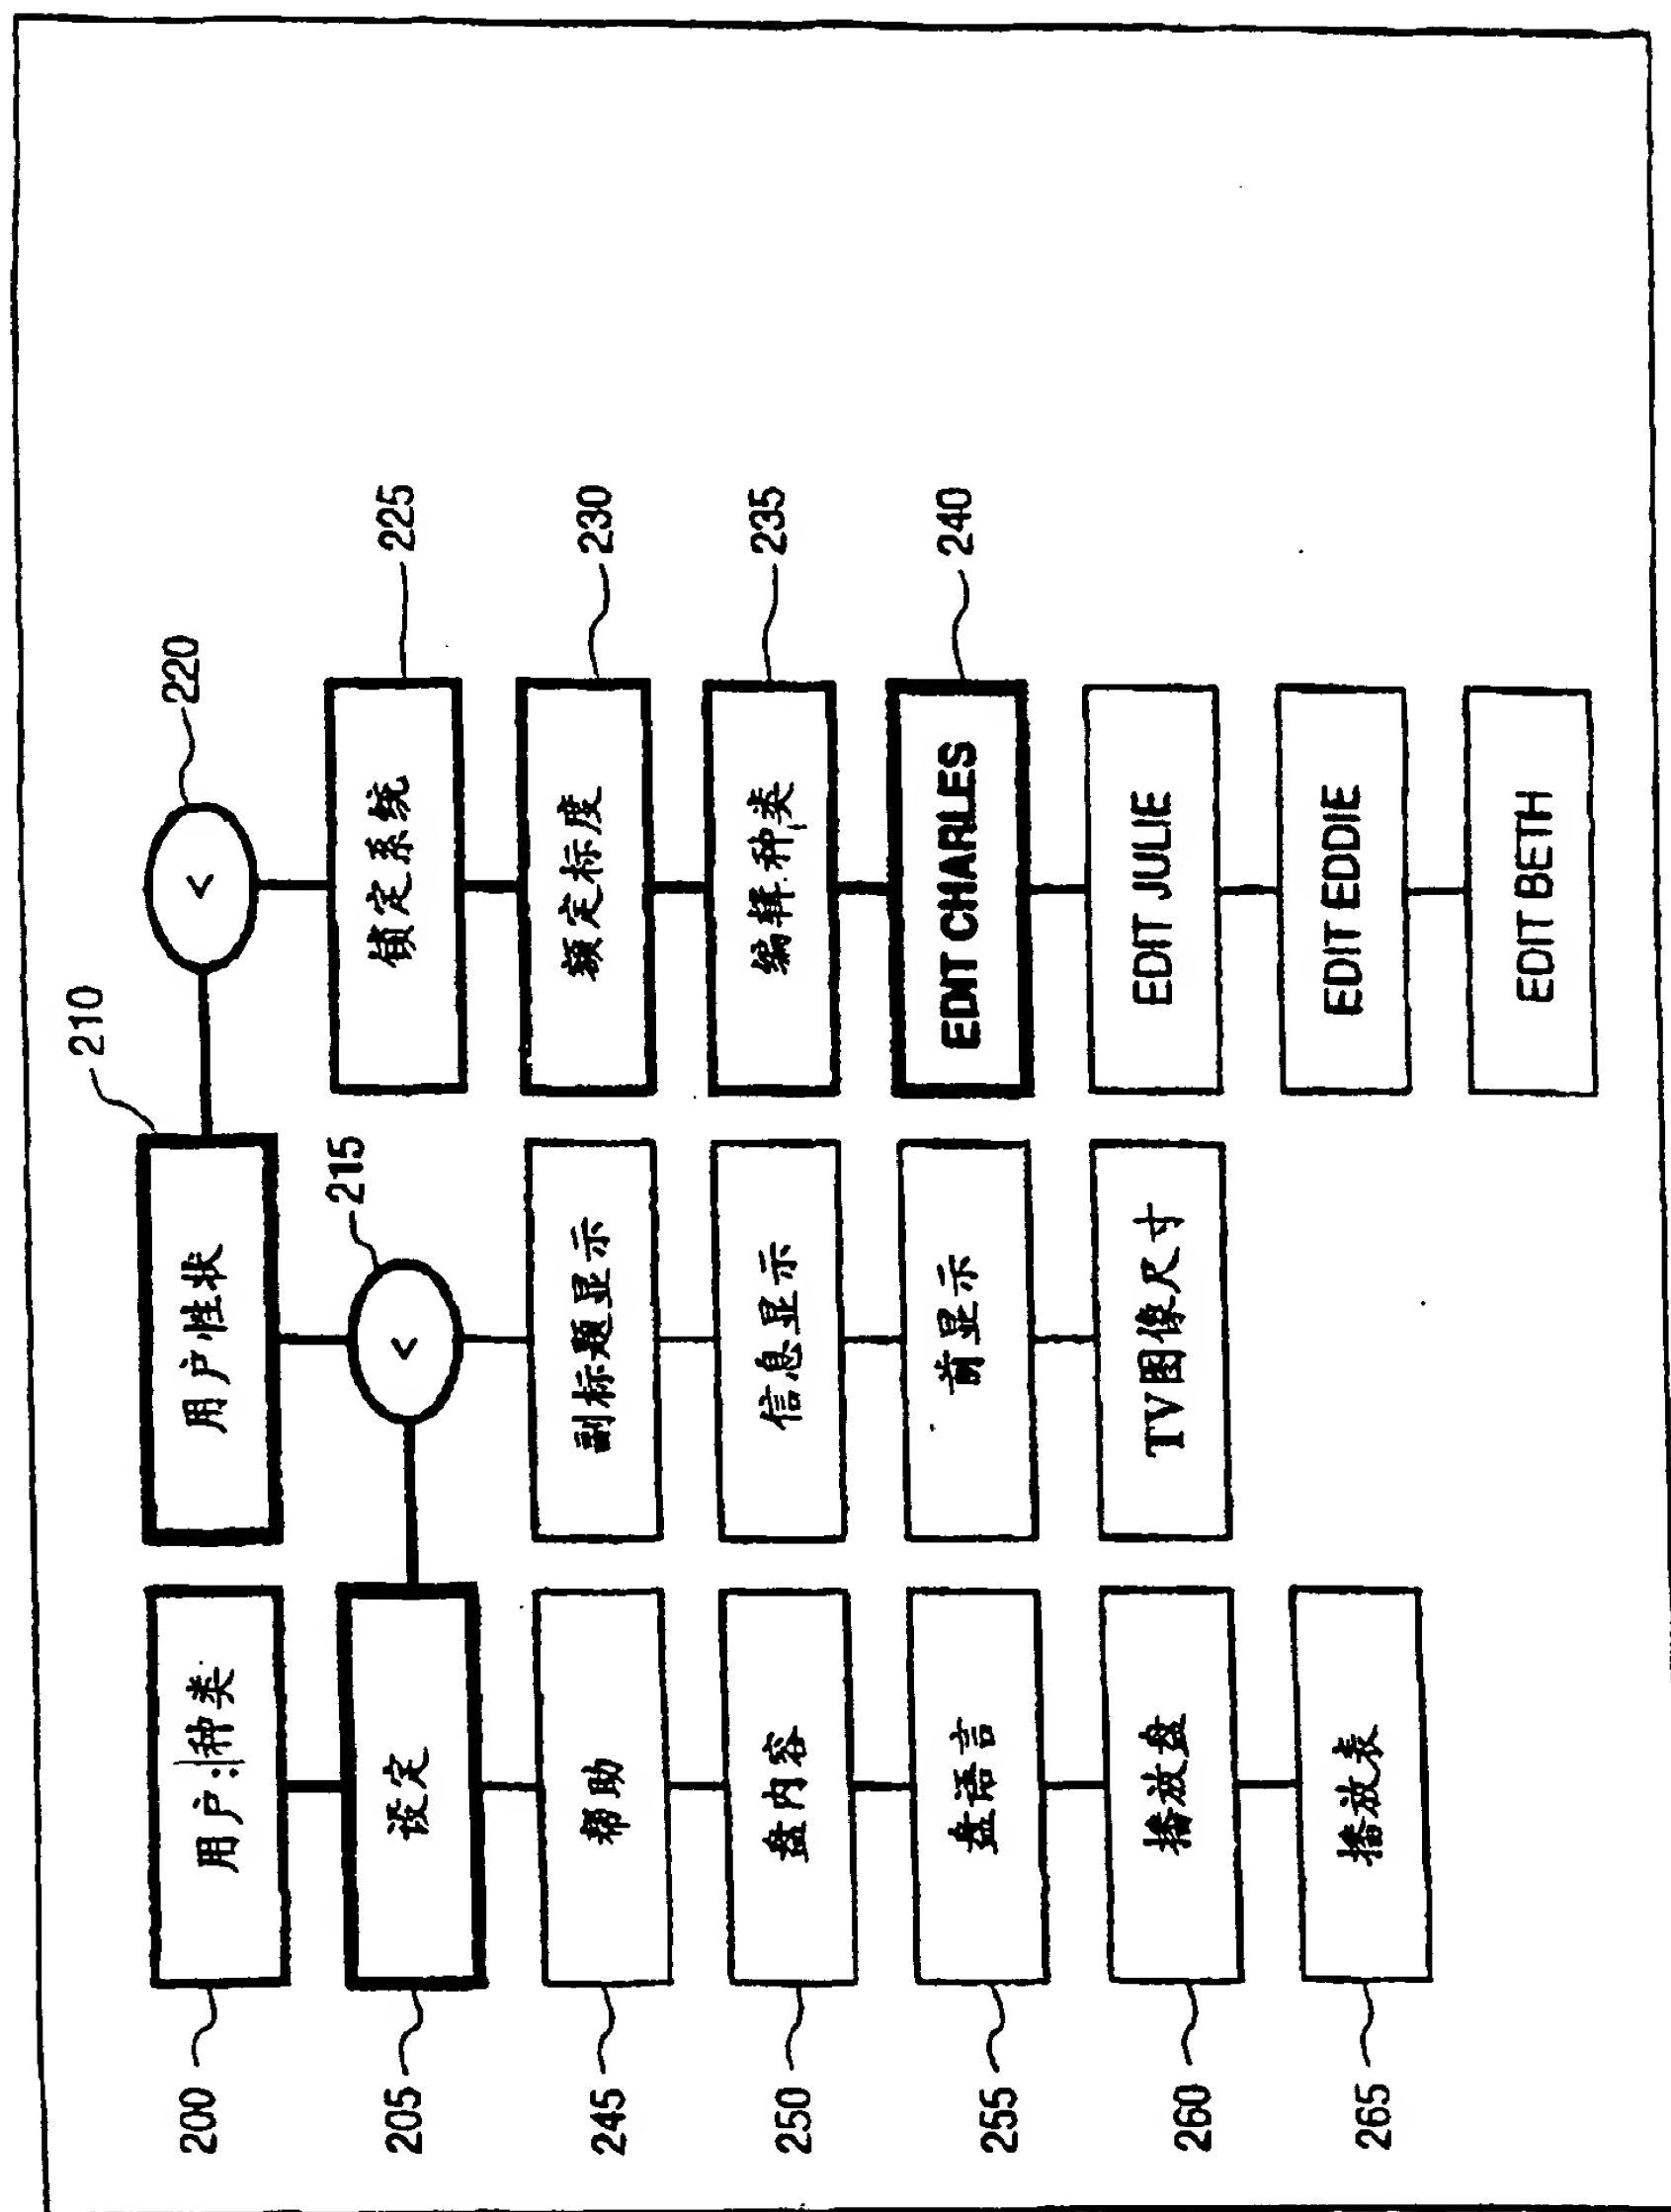 200
用户:种类
205
设定
245
帮助
250
盘内容
255
盘语言
260
播放盘
265
播放表
210
用户性状
215
<
副标题显示
信息显示
前显示
TV图像尺寸
220
<
锁定系统
225
额定标度
230
编辑种类
235
EDIT CHARLES
240
EDIT JULIE
EDIT EDDIE
EDIT BETH